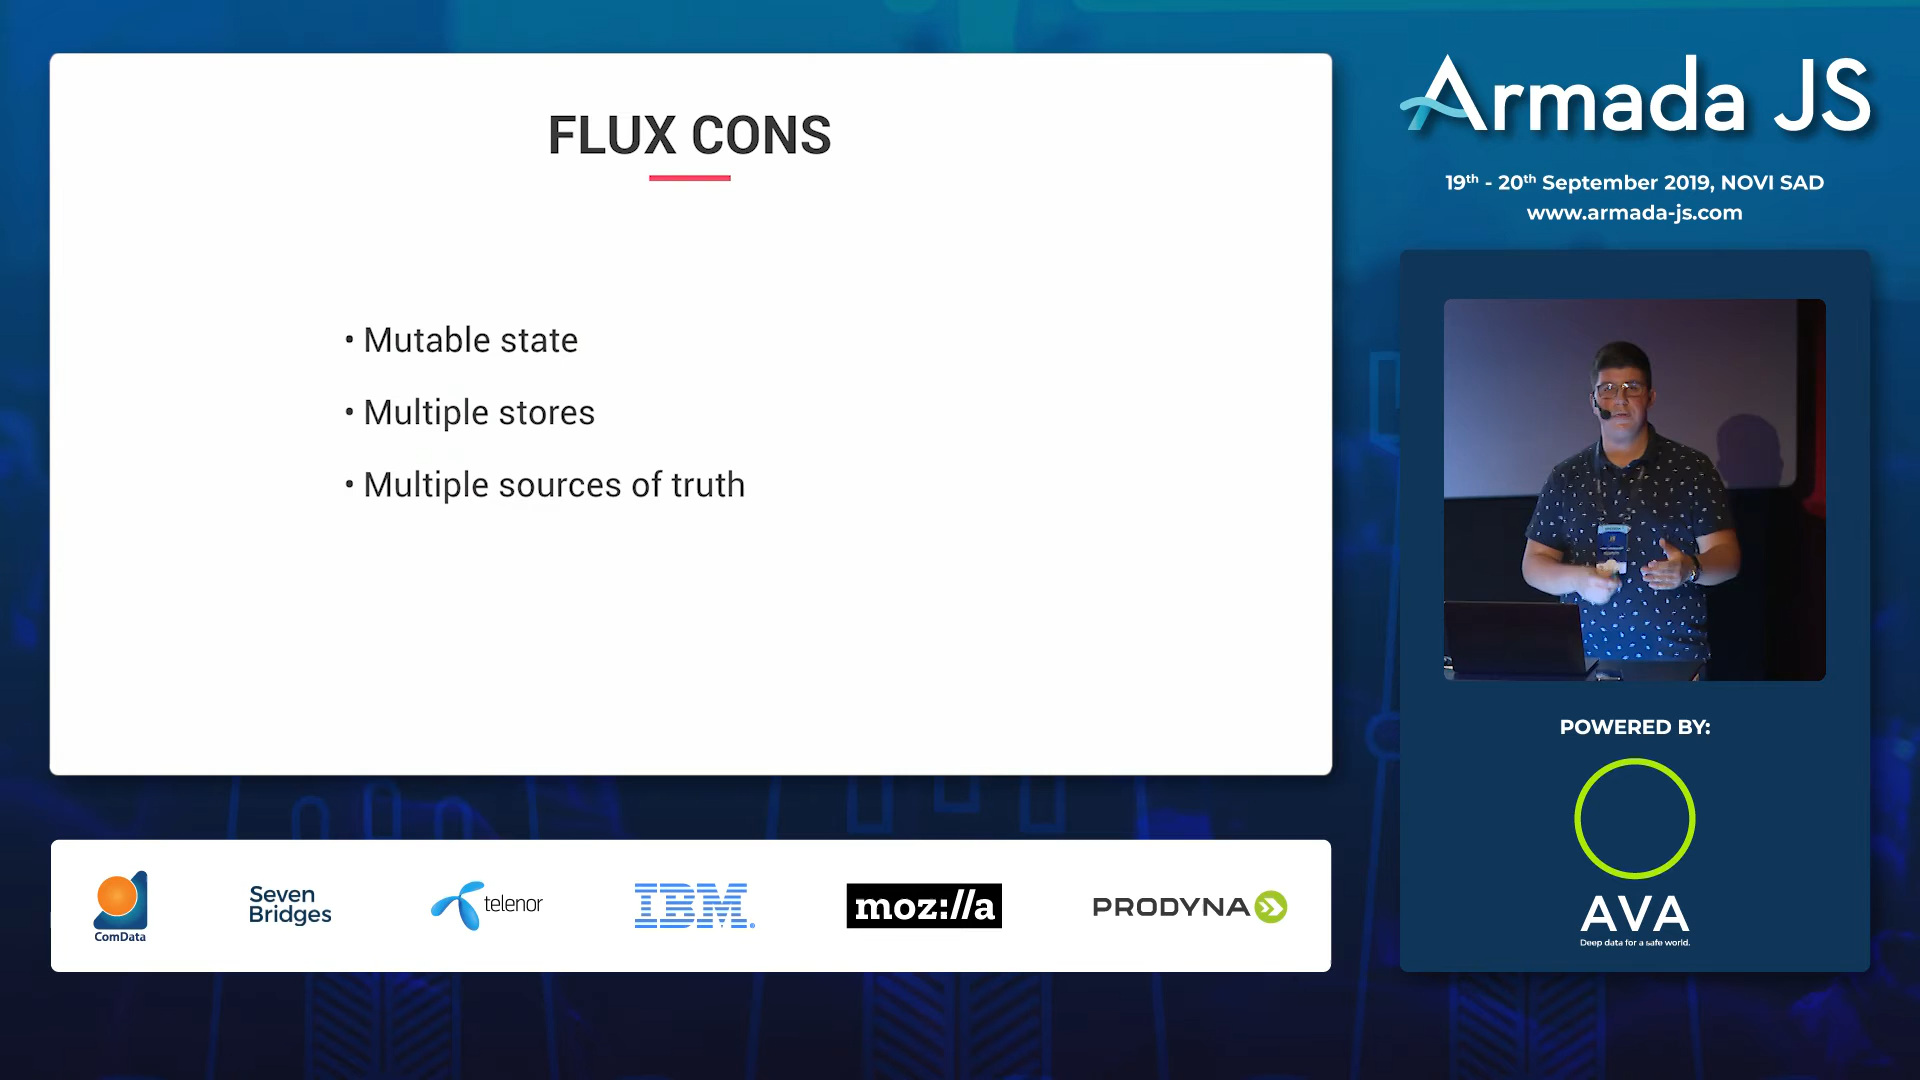 FLUX CONS
• Mutable state
• Multiple stores
• Multiple sources of truth
Armada JS
19th - 20th September 2019, NOVI SAD
www.armada-js.com
POWERED BY:
AVA
Deep data for a safe world.
ComData
Seven
Bridges
telenor
IBM
moz://a
PRODYNA